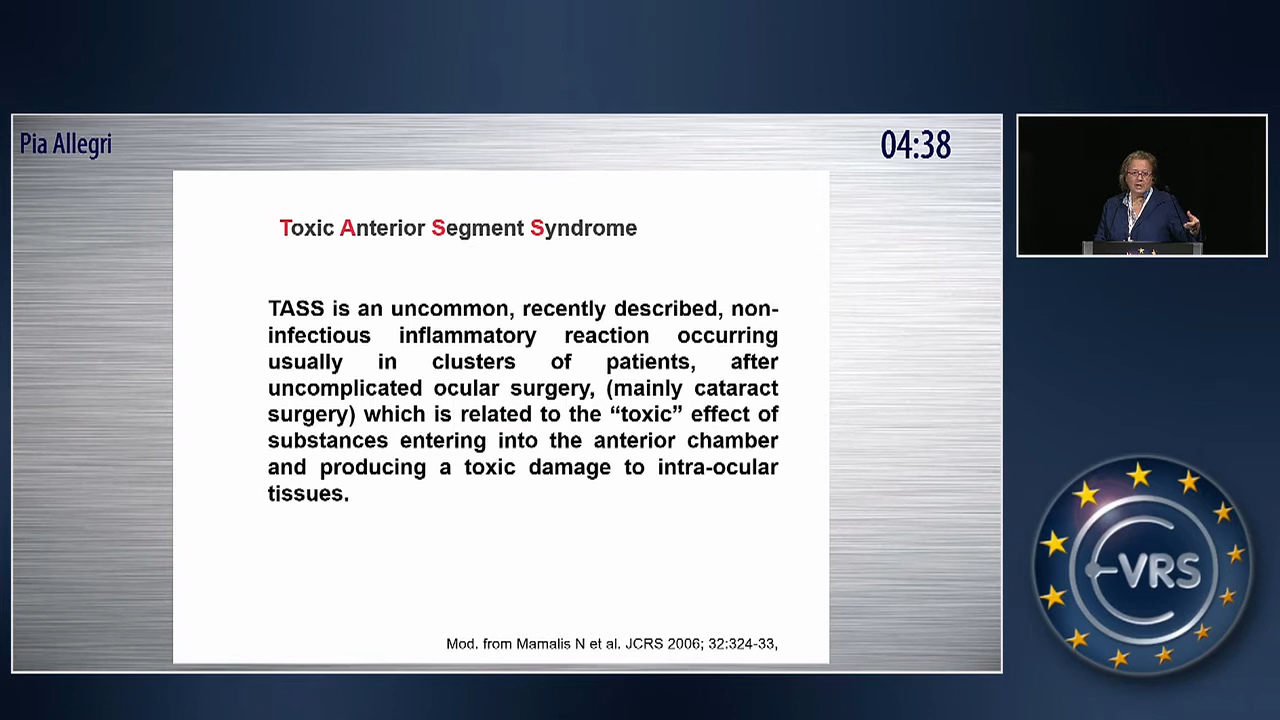 Pia Allegri
04:38
Toxic Anterior Segment Syndrome
TASS is an uncommon, recently described, non-
infectious inflammatory reaction occurring
usually in clusters of patients, after
uncomplicated ocular surgery, (mainly cataract
surgery) which is related to the “toxic” effect of
substances entering into the anterior chamber
and producing a toxic damage to intra-ocular
tissues.
Mod. from Mamalis N et al. JCRS 2006; 32:324-33,
E-VRS